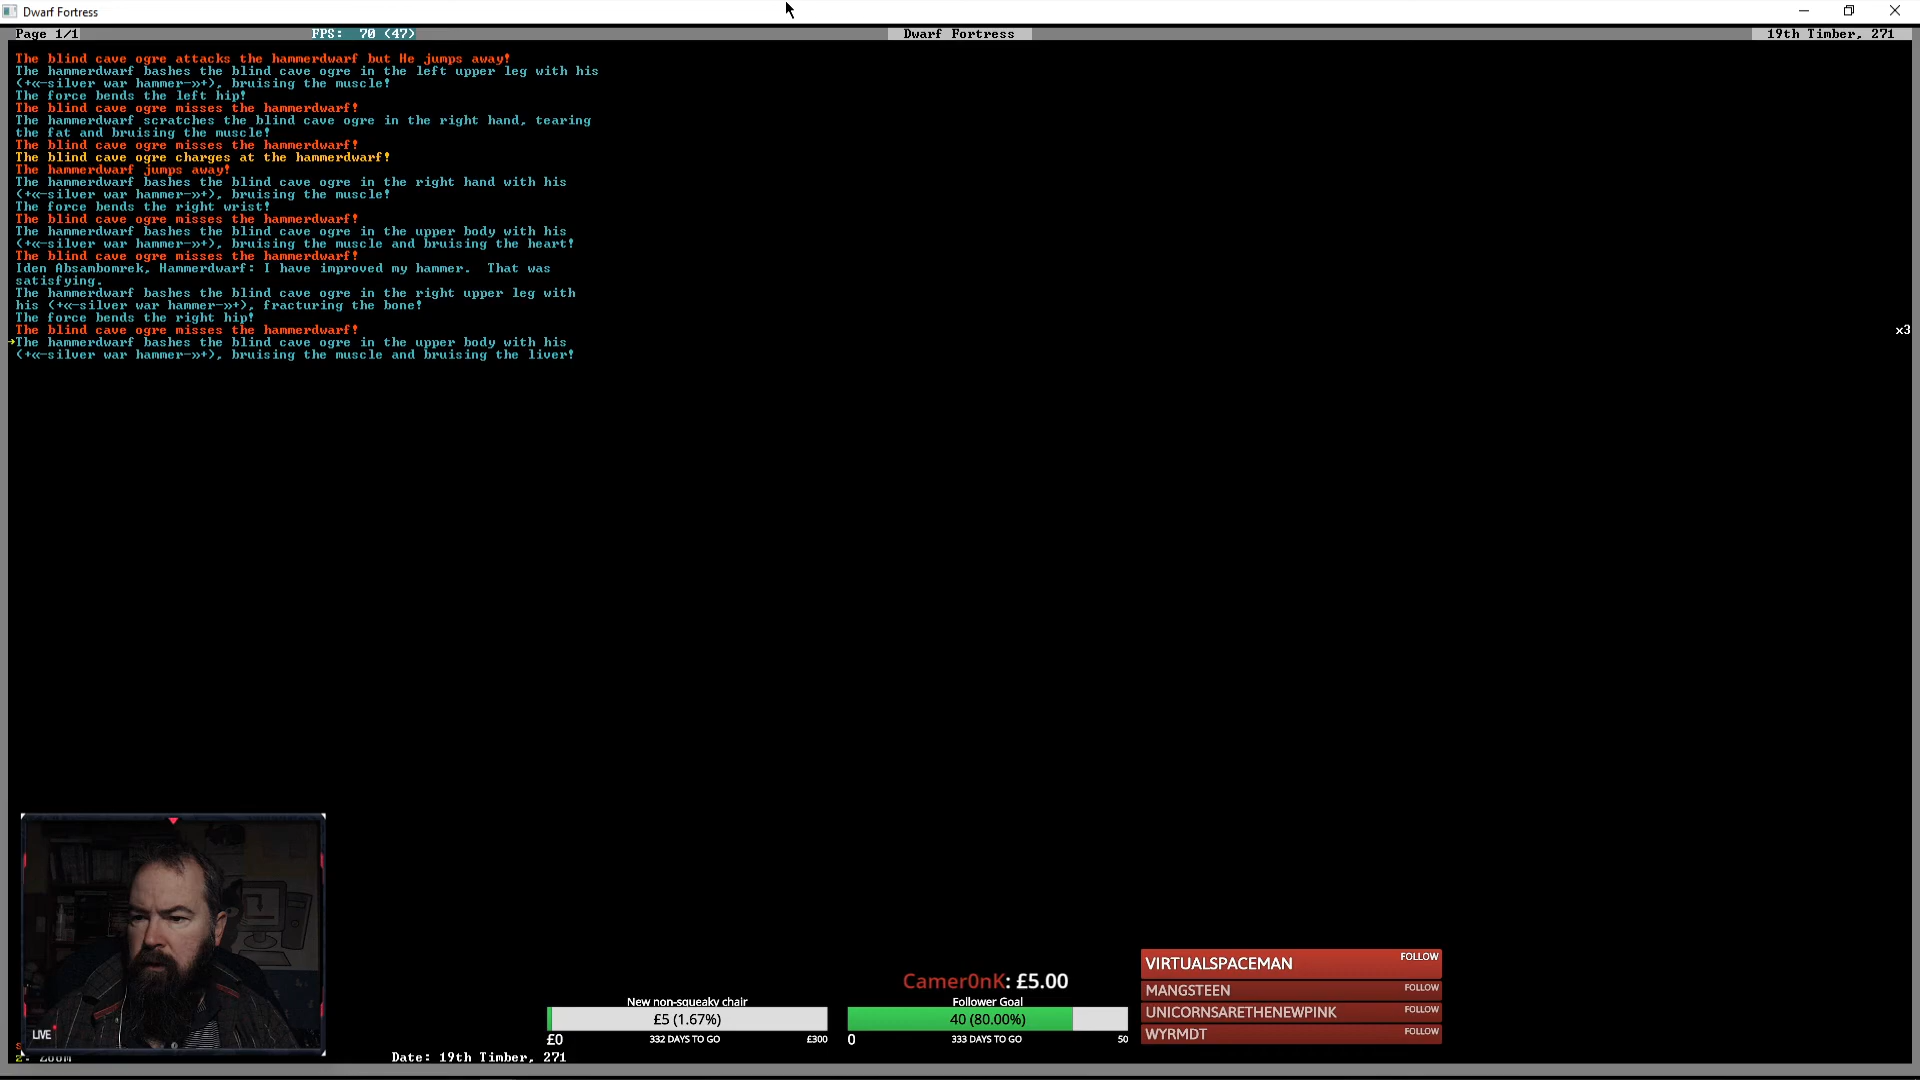 Dwarf Fortress
Page 1/1 FPS: 70 (47) Dwarf Fortress 19th Timber, 271
The blind cave ogre attacks the hammerdwarf but He jumps away!
The hammerdwarf bashes the blind cave ogre in the left upper leg with his
(+«-silver war hammer-»+), bruising the muscle!
The force bends the left hip!
The blind cave ogre misses the hammerdwarf!
The hammerdwarf scratches the blind cave ogre in the right hand, tearing
the fat and bruising the muscle!
The blind cave ogre misses the hammerdwarf!
The blind cave ogre charges at the hammerdwarf!
The hammerdwarf jumps away!
The hammerdwarf bashes the blind cave ogre in the right hand with his
(+«-silver war hammer-»+), bruising the muscle!
The force bends the right wrist!
The blind cave ogre misses the hammerdwarf!
The hammerdwarf bashes the blind cave ogre in the upper body with his
(+«-silver war hammer-»+), bruising the muscle and bruising the heart!
The blind cave ogre misses the hammerdwarf!
Iden Absambomrek, Hammerdwarf: I have improved my hammer.  That was
satisfying.
The hammerdwarf bashes the blind cave ogre in the right upper leg with
his (+«-silver war hammer-»+), fracturing the bone!
The force bends the right hip!
The blind cave ogre misses the hammerdwarf! x3
→The hammerdwarf bashes the blind cave ogre in the upper body with his
(+«-silver war hammer-»+), bruising the muscle and bruising the liver!
LIVE
z: Zoom Date: 19th Timber, 271
New non-squeaky chair
£5 (1.67%)
£0 332 DAYS TO GO £300
Camer0nK: £5.00
Follower Goal
40 (80.00%)
0 333 DAYS TO GO 50
VIRTUALSPACEMAN FOLLOW
MANGSTEEN FOLLOW
UNICORNSARETHENEWPINK FOLLOW
WYRMDT FOLLOW